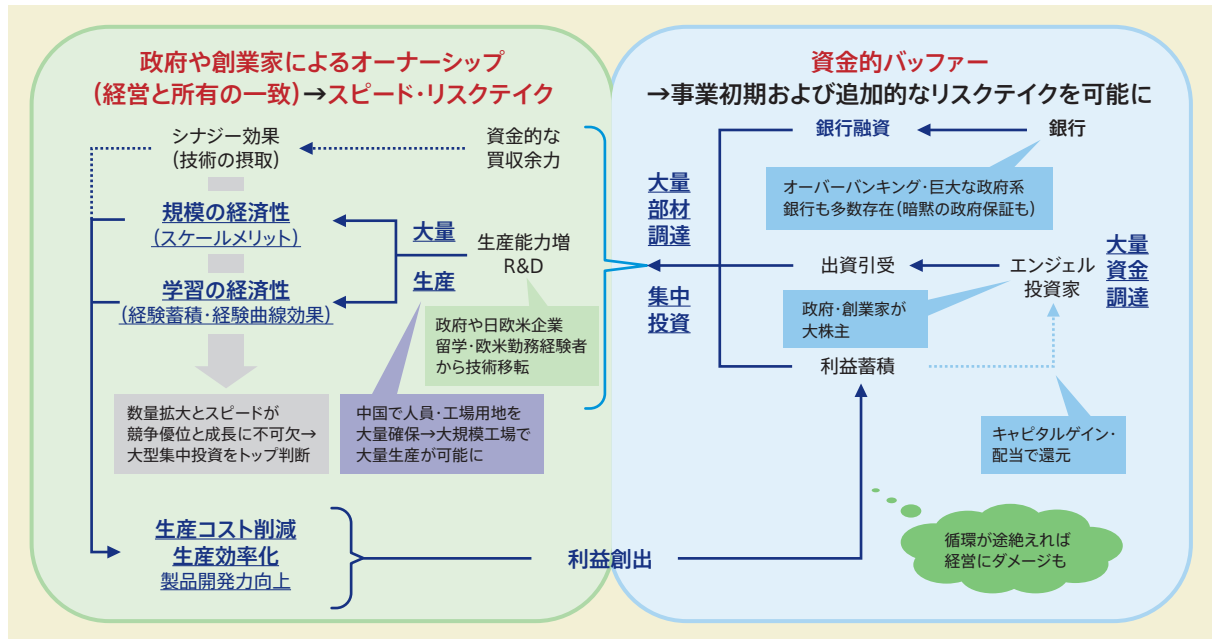 政府や創業家によるオーナーシップ
(経営と所有の一致)→スピード・リスクテイク
シナジー効果
(技術の摂取)
資金的な
買収余力
規模の経済性
(スケールメリット)
大量
生産
生産能力増
R&D
学習の経済性
(経験蓄積・経験曲線効果)
政府や日欧米企業
留学・欧米勤務経験者
から技術移転
数量拡大とスピードが
競争優位と成長に不可欠→
大型集中投資をトップ判断
中国で人員・工場用地を
大量確保→大規模工場で
大量生産が可能に
生産コスト削減
生産効率化
製品開発力向上
利益創出
資金的バッファー
→事業初期および追加的なリスクテイクを可能に
大量
部材
調達
集中
投資
銀行融資
銀行
オーバーバンキング・巨大な政府系
銀行も多数存在(暗黙の政府保証も)
出資引受
エンジェル
投資家
大量
資金
調達
政府・創業家が
大株主
利益蓄積
キャピタルゲイン・
配当で還元
循環が途絶えれば
経営にダメージも